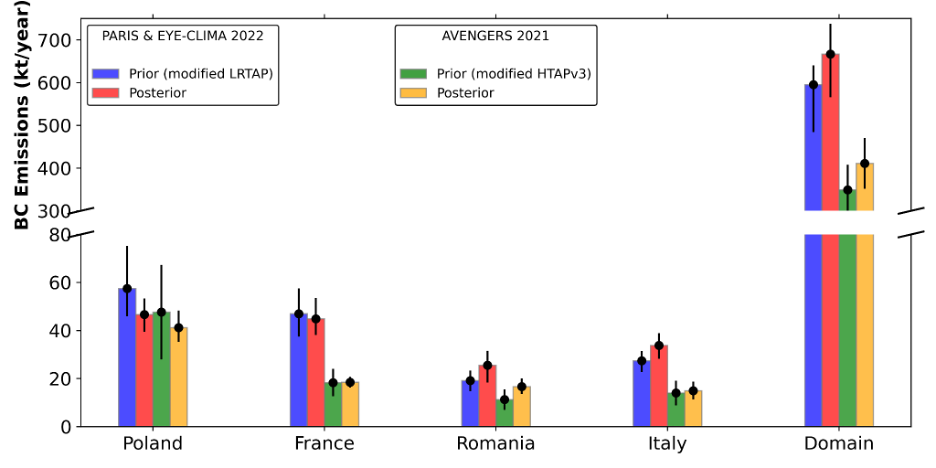 BC Emissions (kt/year)
700
600
500
400
300
80
60
40
20
0
PARIS & EYE-CLIMA 2022
Prior (modified LRTAP)
Posterior
AVENGERS 2021
Prior (modified HTAPv3)
Posterior
Poland
France
Romania
Italy
Domain